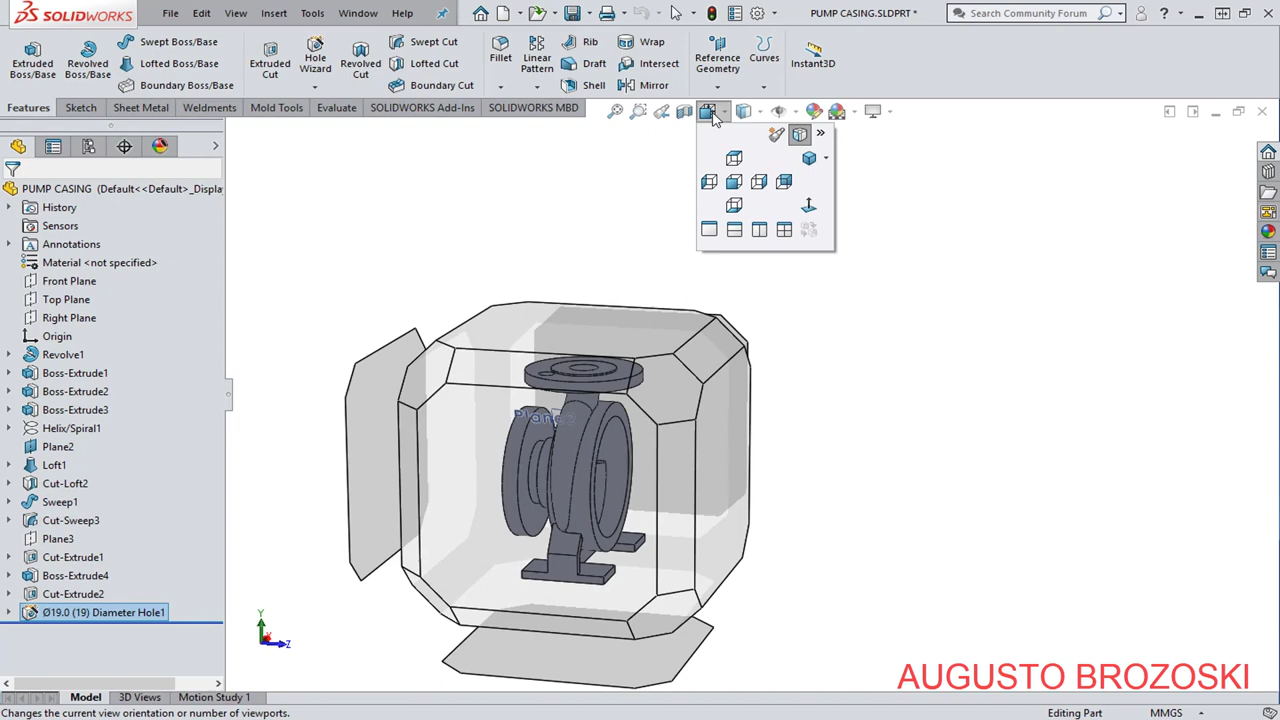 SOLIDWORKS File Edit View Insert Tools Window Help PUMP CASING.SLDPRT * Search Community Forum
Extruded Boss/Base
Revolved Boss/Base
Swept Boss/Base
Lofted Boss/Base
Boundary Boss/Base
Extruded Cut
Hole Wizard
Revolved Cut
Swept Cut
Lofted Cut
Boundary Cut
Fillet
Linear Pattern
Rib
Draft
Shell
Wrap
Intersect
Mirror
Reference Geometry
Curves
Instant3D
Features Sketch Sheet Metal Weldments Mold Tools Evaluate SOLIDWORKS Add-Ins SOLIDWORKS MBD
PUMP CASING (Default<<Default>_Display
History
Sensors
Annotations
Material <not specified>
Front Plane
Top Plane
Right Plane
Origin
Revolve1
Boss-Extrude1
Boss-Extrude2
Boss-Extrude3
Helix/Spiral1
Plane2
Loft1
Cut-Loft2
Sweep1
Cut-Sweep3
Plane3
Cut-Extrude1
Boss-Extrude4
Cut-Extrude2
Ø19.0 (19) Diameter Hole1
Plane2
Y
X
Z
AUGUSTO BROZOSKI
Model 3D Views Motion Study 1
Changes the current view orientation or number of viewports. Editing Part MMGS